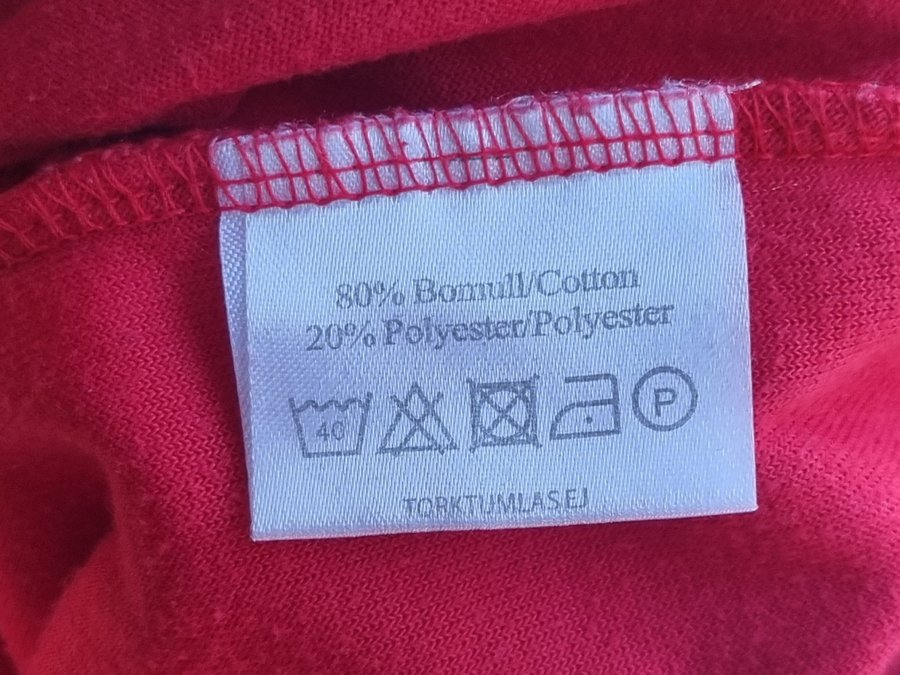 80% Bomull/Cotton
20% Polyester/Polyester
40 P
TORKTUMLAS EJ